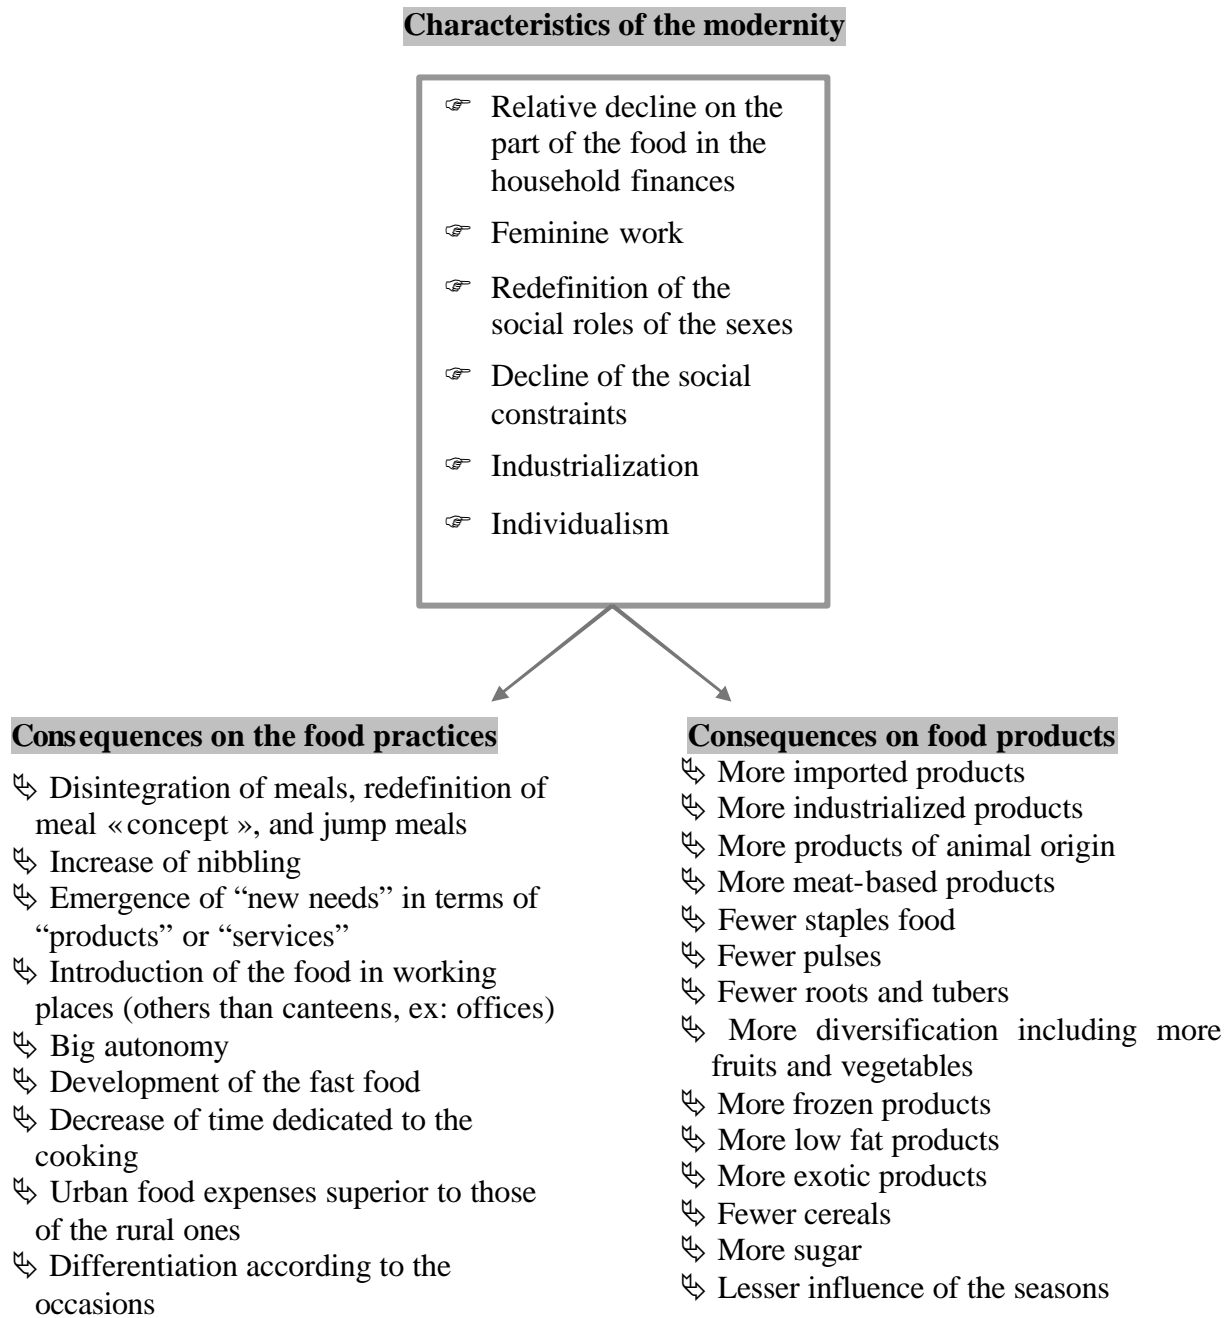 Characteristics of the modernity
☞ Relative decline on the
part of the food in the
household finances
☞ Feminine work
☞ Redefinition of the
social roles of the sexes
☞ Decline of the social
constraints
☞ Industrialization
☞ Individualism
Consequences on the food practices
Disintegration of meals, redefinition of
meal « concept », and jump meals
Increase of nibbling
Emergence of “new needs” in terms of
“products” or “services”
Introduction of the food in working
places (others than canteens, ex: offices)
Big autonomy
Development of the fast food
Decrease of time dedicated to the
cooking
Urban food expenses superior to those
of the rural ones
Differentiation according to the
occasions
Consequences on food products
More imported products
More industrialized products
More products of animal origin
More meat-based products
Fewer staples food
Fewer pulses
Fewer roots and tubers
More diversification including more
fruits and vegetables
More frozen products
More low fat products
More exotic products
Fewer cereals
More sugar
Lesser influence of the seasons